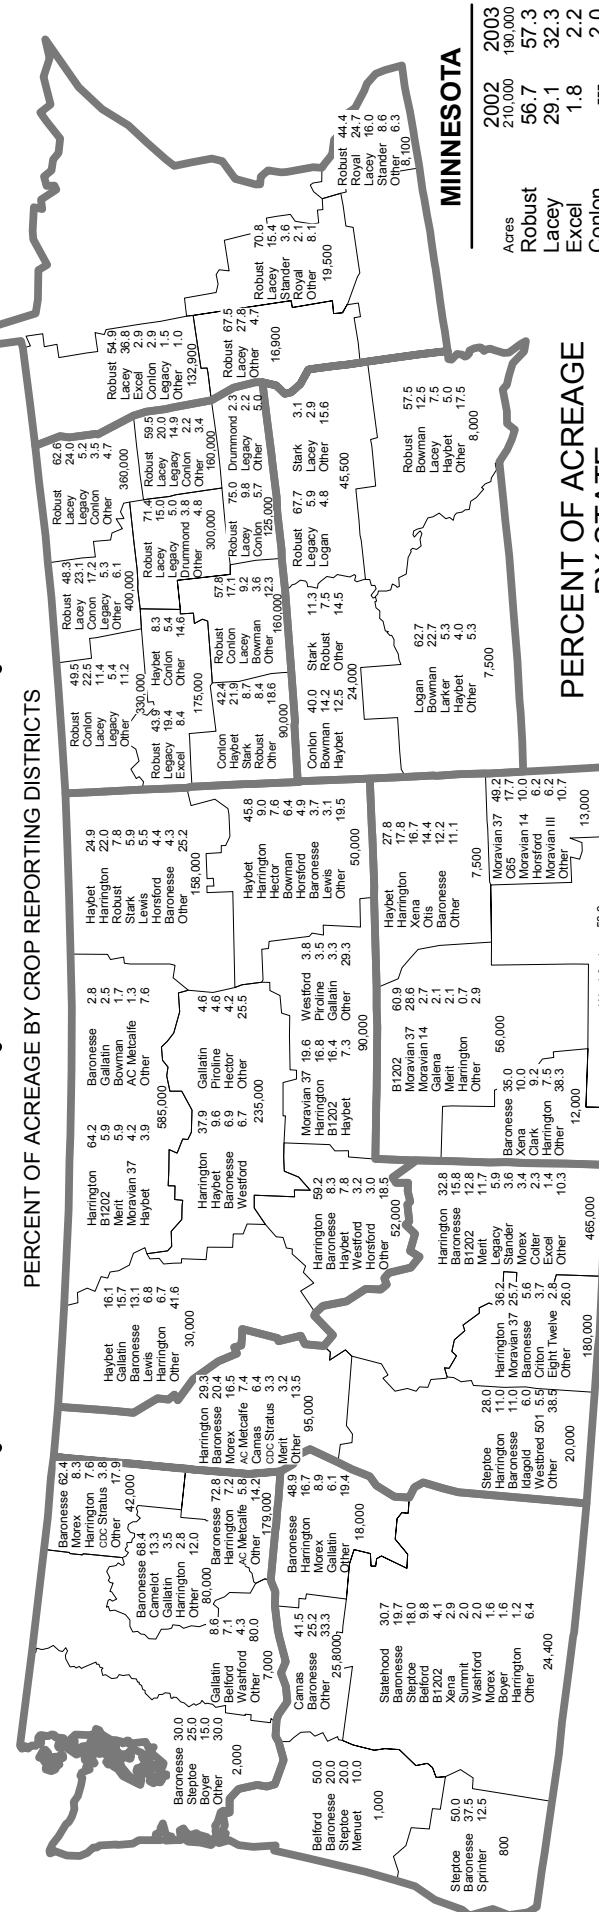 PERCENT OF ACREAGE BY CROP REPORTING DISTRICTS
Baronesse 30.0
Steptoe 25.0
Boyer 15.0
Other 30.0
2,000
Gallatin 8.6
Belford 7.1
Washford 4.3
Other 80.0
7,000
Baronesse 62.4
Morex 8.3
Harrington 7.6
CDC Stratus 3.8
Other 17.9
42,000
Baronesse 68.4
Camelot 13.3
Gallatin 3.5
Harrington 2.8
Other 12.0
80,000
Baronesse 72.8
Harrington 7.2
AC Metcalfe 5.8
Other 14.2
179,000
Belford 50.0
Baronesse 20.0
Steptoe 20.0
Menuet 10.0
1,000
Steptoe 50.0
Baronesse 37.5
Sprinter 12.5
800
Camas 41.5
Baronesse 25.2
Other 33.3
25,8000
Baronesse 48.9
Harrington 16.7
Morex 8.9
Gallatin 6.1
Other 19.4
18,000
Statehood 30.7
Baronesse 19.7
Steptoe 18.0
Belford 9.8
B1202 4.1
Xena 2.9
Summit 2.0
Washford 2.0
Morex 1.6
Boyer 1.6
Harrington 1.2
Other 6.4
24,400
Harrington 29.3
Baronesse 20.4
Morex 16.5
AC Metcalfe 7.4
Camas 6.4
CDC Stratus 3.3
Merit 3.2
Other 13.5
95,000
Steptoe 28.0
Harrington 11.0
Baronesse 11.0
Idagold 6.0
Westbred 501 5.5
Other 38.5
20,000
Harrington 36.2
Moravian 37 25.7
Baronesse 5.6
Criton 3.7
Eight Twelve 2.8
Other 26.0
180,000
Harrington 32.8
Baronesse 15.8
B1202 12.8
Merit 11.7
Legacy 5.9
Stander 3.6
Morex 3.4
Colter 2.3
Excel 1.4
Other 10.3
465,000
Haybet 16.1
Gallatin 15.7
Baronesse 13.1
Lewis 6.8
Harrington 6.7
Other 41.6
30,000
Harrington 64.2 Baronesse 2.8
B1202 5.9 Gallatin 2.5
Merit 5.9 Bowman 1.7
Moravian 37 4.2 AC Metcalfe 1.3
Haybet 3.9 Other 7.6
585,000
Haybet 24.9
Harrington 22.0
Robust 7.8
Stark 5.9
Lewis 5.5
Horsford 4.4
Baronesse 4.3
Other 25.2
158,000
Harrington 37.9 Gallatin 4.6
Haybet 9.6 Piroline 4.6
Baronesse 6.9 Hector 4.2
Westford 6.7 Other 25.5
235,000
Harrington 59.2
Baronesse 8.3
Haybet 7.8
Westford 3.2
Horsford 3.0
Other 18.5
52,000
Moravian 37 19.6 Westford 3.8
Harrington 16.8 Piroline 3.5
B1202 16.4 Gallatin 3.3
Haybet 7.3 Other 29.3
90,000
Haybet 45.8
Harrington 9.0
Hector 7.6
Bowman 6.4
Horsford 4.9
Baronesse 3.7
Lewis 3.1
Other 19.5
50,000
Baronesse 35.0
Xena 10.0
Clark 9.2
Harrington 7.5
Other 38.3
12,000
B1202 60.9
Moravian 37 28.6
Moravian 14 2.7
Galena 2.1
Merit 2.1
Harrington 0.7
Other 2.9
56,000
Haybet 27.8
Harrington 17.8
Xena 16.7
Otis 14.4
Baronesse 12.2
Other 11.1
7,500
Moravian 37 49.2
C65 17.7
Moravian 14 10.0
Horsford 6.2
Moravian III 6.2
Other 10.7
13,000
Robust 49.5
Conlon 22.5
Lacey 11.4
Legacy 5.4
Other 11.2
330,000
Robust 48.3
Lacey 23.1
Conon 17.2
Legacy 5.3
Other 6.1
400,000
Robust 62.6
Lacey 24.0
Legacy 5.2
Conlon 3.5
Other 4.7
360,000
Robust 43.9 Haybet 8.3
Legacy 19.4 Conlon 5.4
Excel 8.4 Other 14.6
175,000
Robust 71.4
Lacey 15.0
Legacy 5.0
Drummond 3.8
Other 4.8
300,000
Robust 59.5
Lacey 20.0
Legacy 14.9
Conlon 2.2
Other 3.4
160,000
Conlon 42.4
Haybet 21.9
Stark 8.7
Robust 8.4
Other 18.6
90,000
Robust 57.8
Conlon 17.1
Lacey 9.2
Bowman 3.6
Other 12.3
160,000
Robust 75.0 Drummond 2.3
Lacey 9.8 Legacy 2.2
Conlon 5.7 Other 5.0
125,000
Conlon 40.0 Stark 11.3
Bowman 14.2 Robust 7.5
Haybet 12.5 Other 14.5
24,000
Robust 67.7 Stark 3.1
Legacy 5.9 Lacey 2.9
Logan 4.8 Other 15.6
45,500
Logan 62.7
Bowman 22.7
Larker 5.3
Haybet 4.0
Other 5.3
7,500
Robust 57.5
Bowman 12.5
Lacey 7.5
Haybet 5.0
Other 17.5
8,000
Robust 54.9
Lacey 36.8
Excel 2.9
Conlon 2.9
Legacy 1.5
Other 1.0
132,900
Robust 67.5
Lacey 27.8
Other 4.7
16,900
Robust 70.8
Lacey 15.4
Stander 3.6
Royal 2.1
Other 8.1
19,500
Robust 44.4
Royal 24.7
Lacey 16.0
Stander 8.6
Other 6.3
8,100
PERCENT OF ACREAGE
BY STATE
MINNESOTA
2002 2003
Acres 210,000 190,000
Robust 56.7 57.3
Lacey 29.1 32.3
Excel 1.8 2.2
Conlon --- 2.0